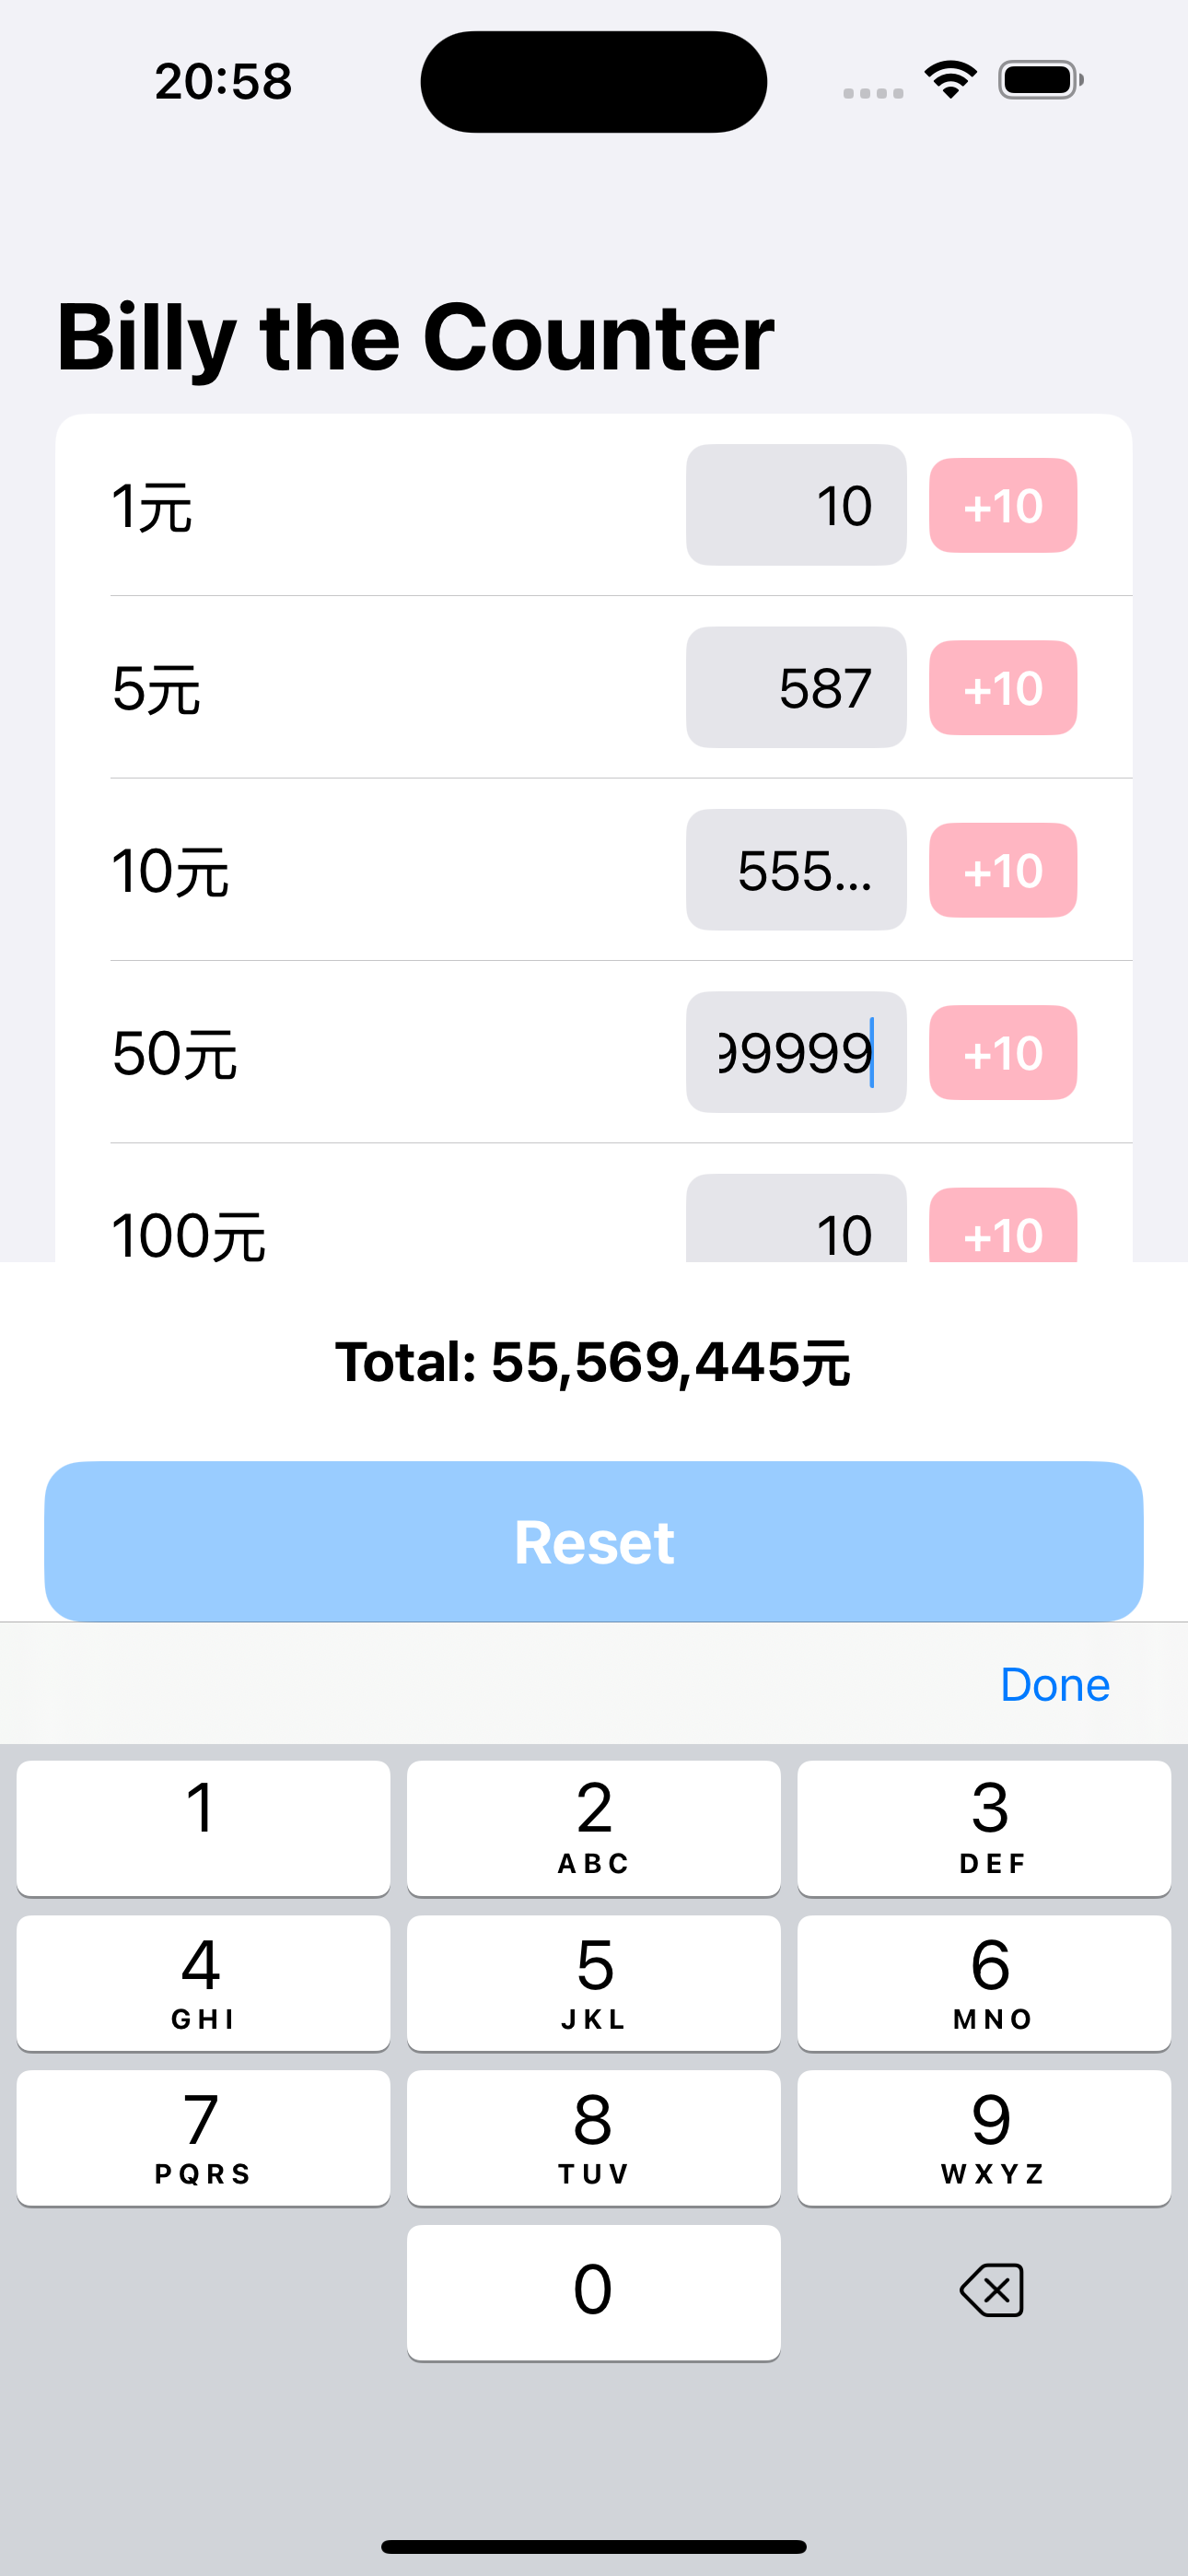 20:58
Billy the Counter
1元 10 +10
5元 587 +10
10元 555... +10
50元 99999 +10
100元 10 +10
Total: 55,569,445元
Reset
Done
1 2 3
ABC DEF
4 5 6
GHI JKL MNO
7 8 9
PQRS TUV WXYZ
0